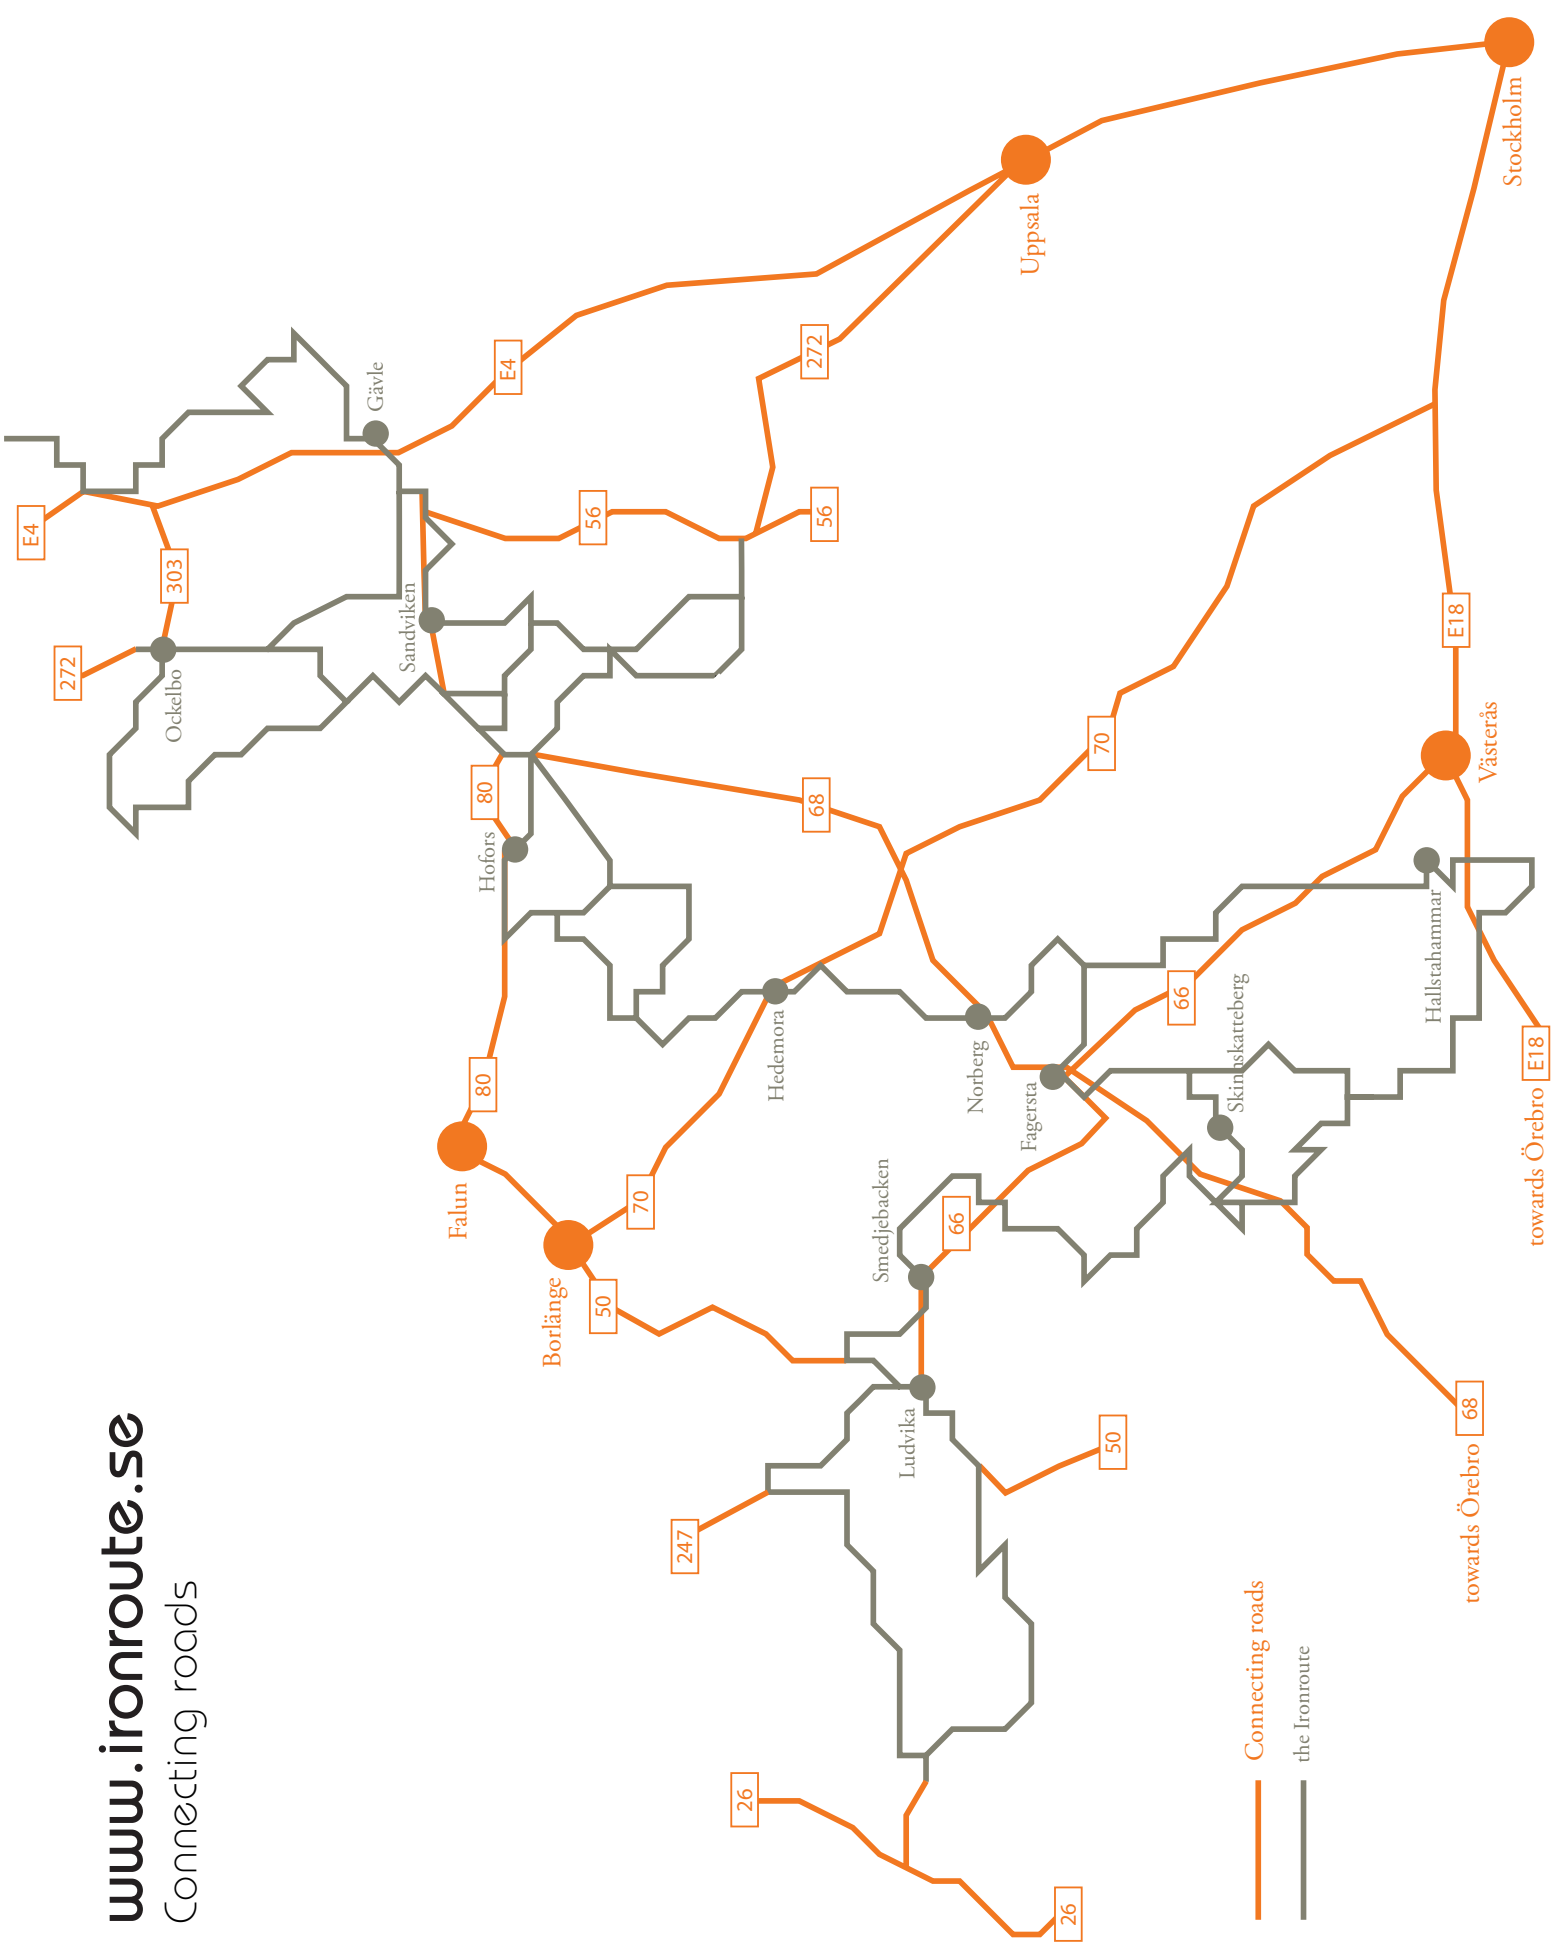 www.ironroute.se
Connecting roads
E4
272
303
E4
Gävle
Ockelbo
Sandviken
56
272
56
Uppsala
Stockholm
80
Hofors
68
70
E18
Västerås
80
Falun
Hedemora
Norberg
Fagersta
66
Skinnskatteberg
Hallstahammar
E18
towards Örebro
70
Borlänge
50
Smedjebacken
66
Ludvika
50
68
towards Örebro
247
26
26
Connecting roads
the Ironroute